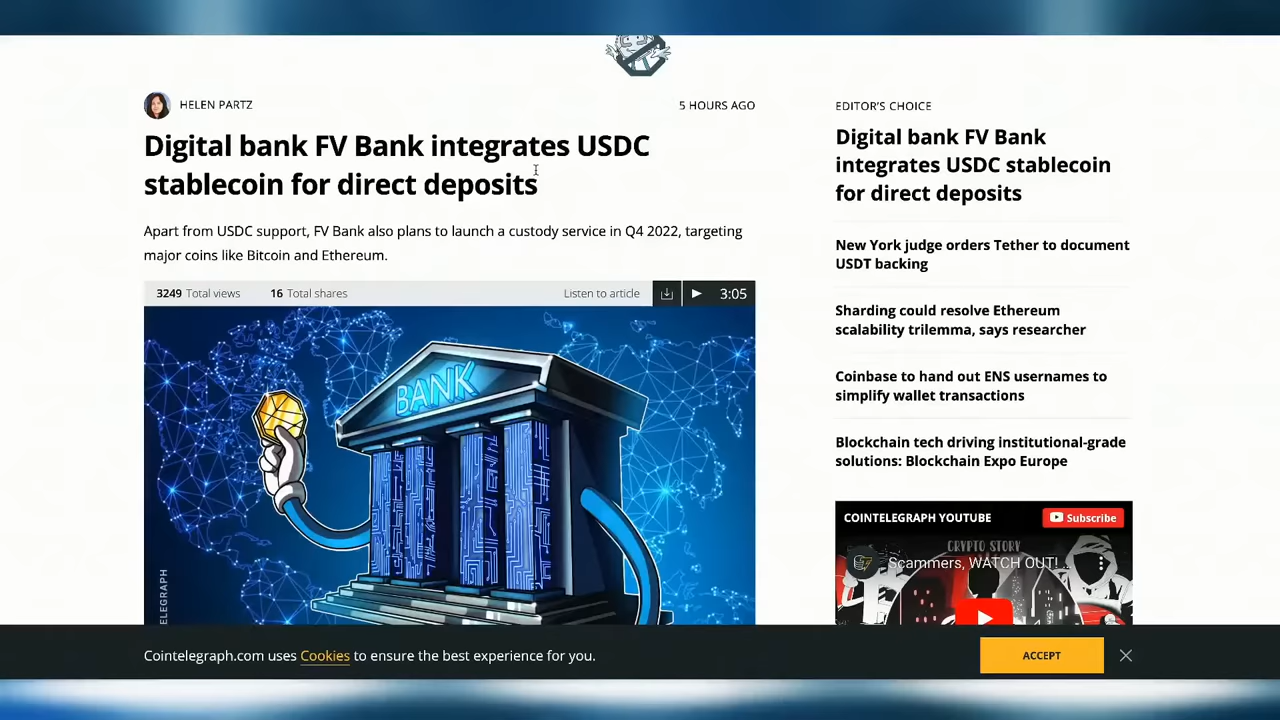 HELEN PARTZ
5 HOURS AGO
Digital bank FV Bank integrates USDC
stablecoin for direct deposits
Apart from USDC support, FV Bank also plans to launch a custody service in Q4 2022, targeting
major coins like Bitcoin and Ethereum.
3249 Total views 16 Total shares Listen to article 3:05
BANK
ELEGRAPH
EDITOR'S CHOICE
Digital bank FV Bank
integrates USDC stablecoin
for direct deposits
New York judge orders Tether to document
USDT backing
Sharding could resolve Ethereum
scalability trilemma, says researcher
Coinbase to hand out ENS usernames to
simplify wallet transactions
Blockchain tech driving institutional-grade
solutions: Blockchain Expo Europe
COINTELEGRAPH YOUTUBE Subscribe
CRYPTO STORY
Scammers, WATCH OUT! ...
Cointelegraph.com uses Cookies to ensure the best experience for you.
ACCEPT